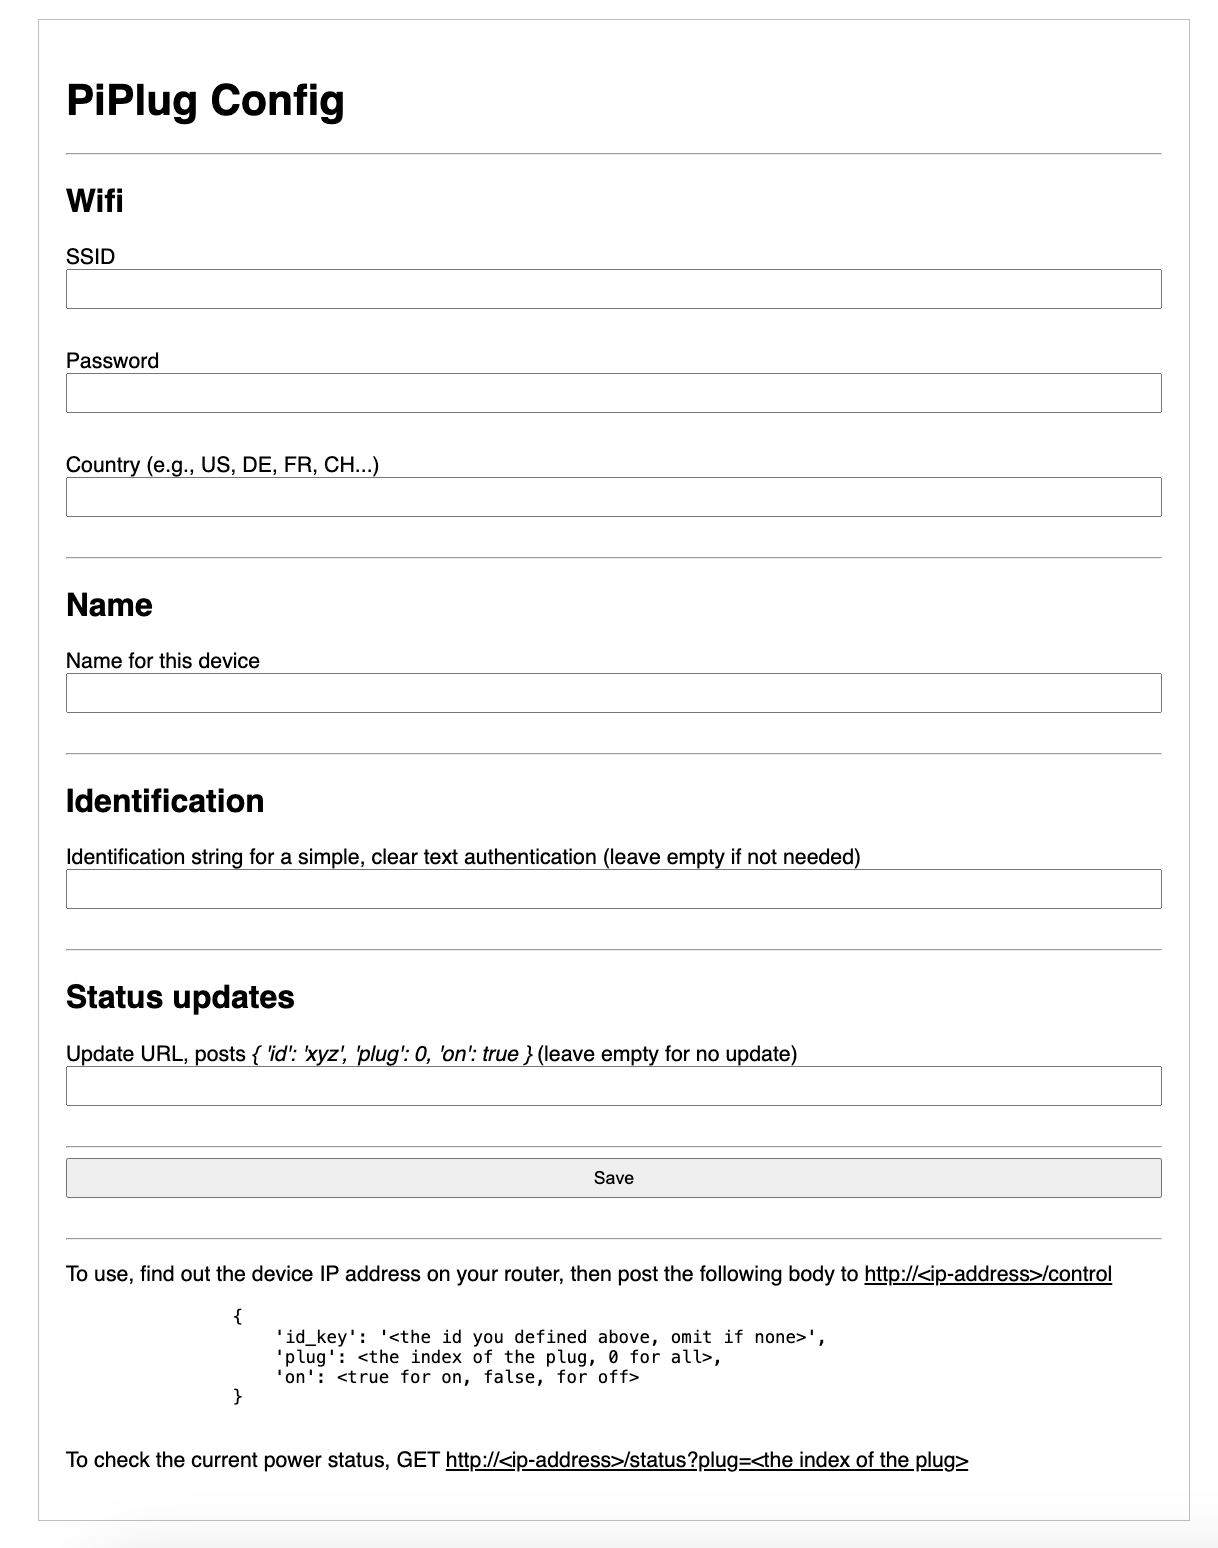 PiPlug Config
Wifi
SSID
Password
Country (e.g., US, DE, FR, CH...)
Name
Name for this device
Identification
Identification string for a simple, clear text authentication (leave empty if not needed)
Status updates
Update URL, posts { 'id': 'xyz', 'plug': 0, 'on': true } (leave empty for no update)
Save
To use, find out the device IP address on your router, then post the following body to http://<ip-address>/control
{
    'id_key': '<the id you defined above, omit if none>',
    'plug': <the index of the plug, 0 for all>,
    'on': <true for on, false, for off>
}
To check the current power status, GET http://<ip-address>/status?plug=<the index of the plug>